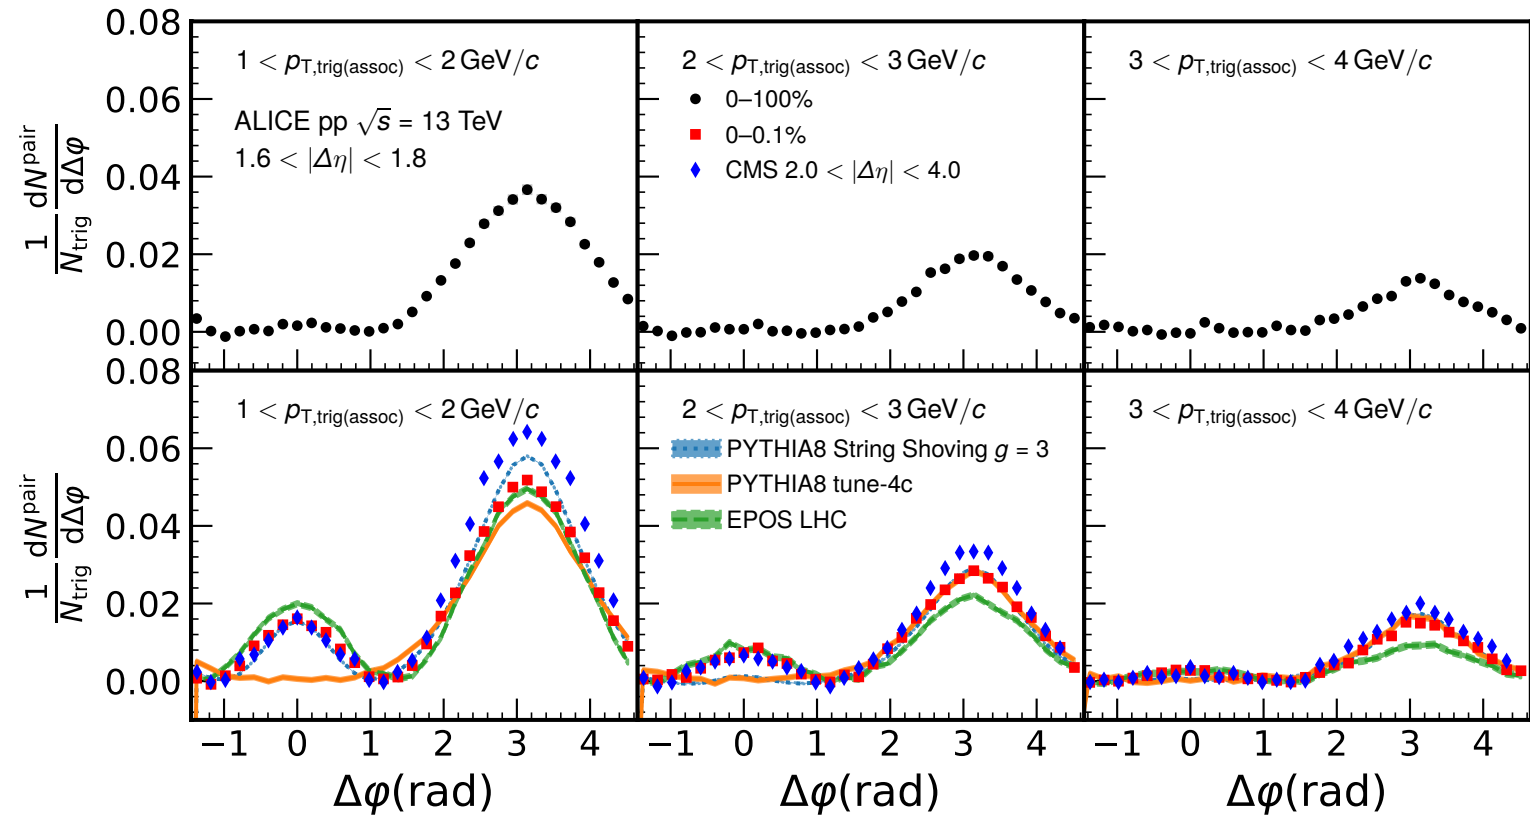 0.08
0.06
0.04
0.02
0.00
1/N_trig dN^pair/dΔφ
1 < p_T,trig(assoc) < 2 GeV/c
ALICE pp √s = 13 TeV
1.6 < |Δη| < 1.8
2 < p_T,trig(assoc) < 3 GeV/c
0–100%
0–0.1%
CMS 2.0 < |Δη| < 4.0
3 < p_T,trig(assoc) < 4 GeV/c
0.08
0.06
0.04
0.02
0.00
1/N_trig dN^pair/dΔφ
1 < p_T,trig(assoc) < 2 GeV/c
2 < p_T,trig(assoc) < 3 GeV/c
PYTHIA8 String Shoving g = 3
PYTHIA8 tune-4c
EPOS LHC
3 < p_T,trig(assoc) < 4 GeV/c
−1 0 1 2 3 4
−1 0 1 2 3 4
−1 0 1 2 3 4
Δφ(rad)
Δφ(rad)
Δφ(rad)